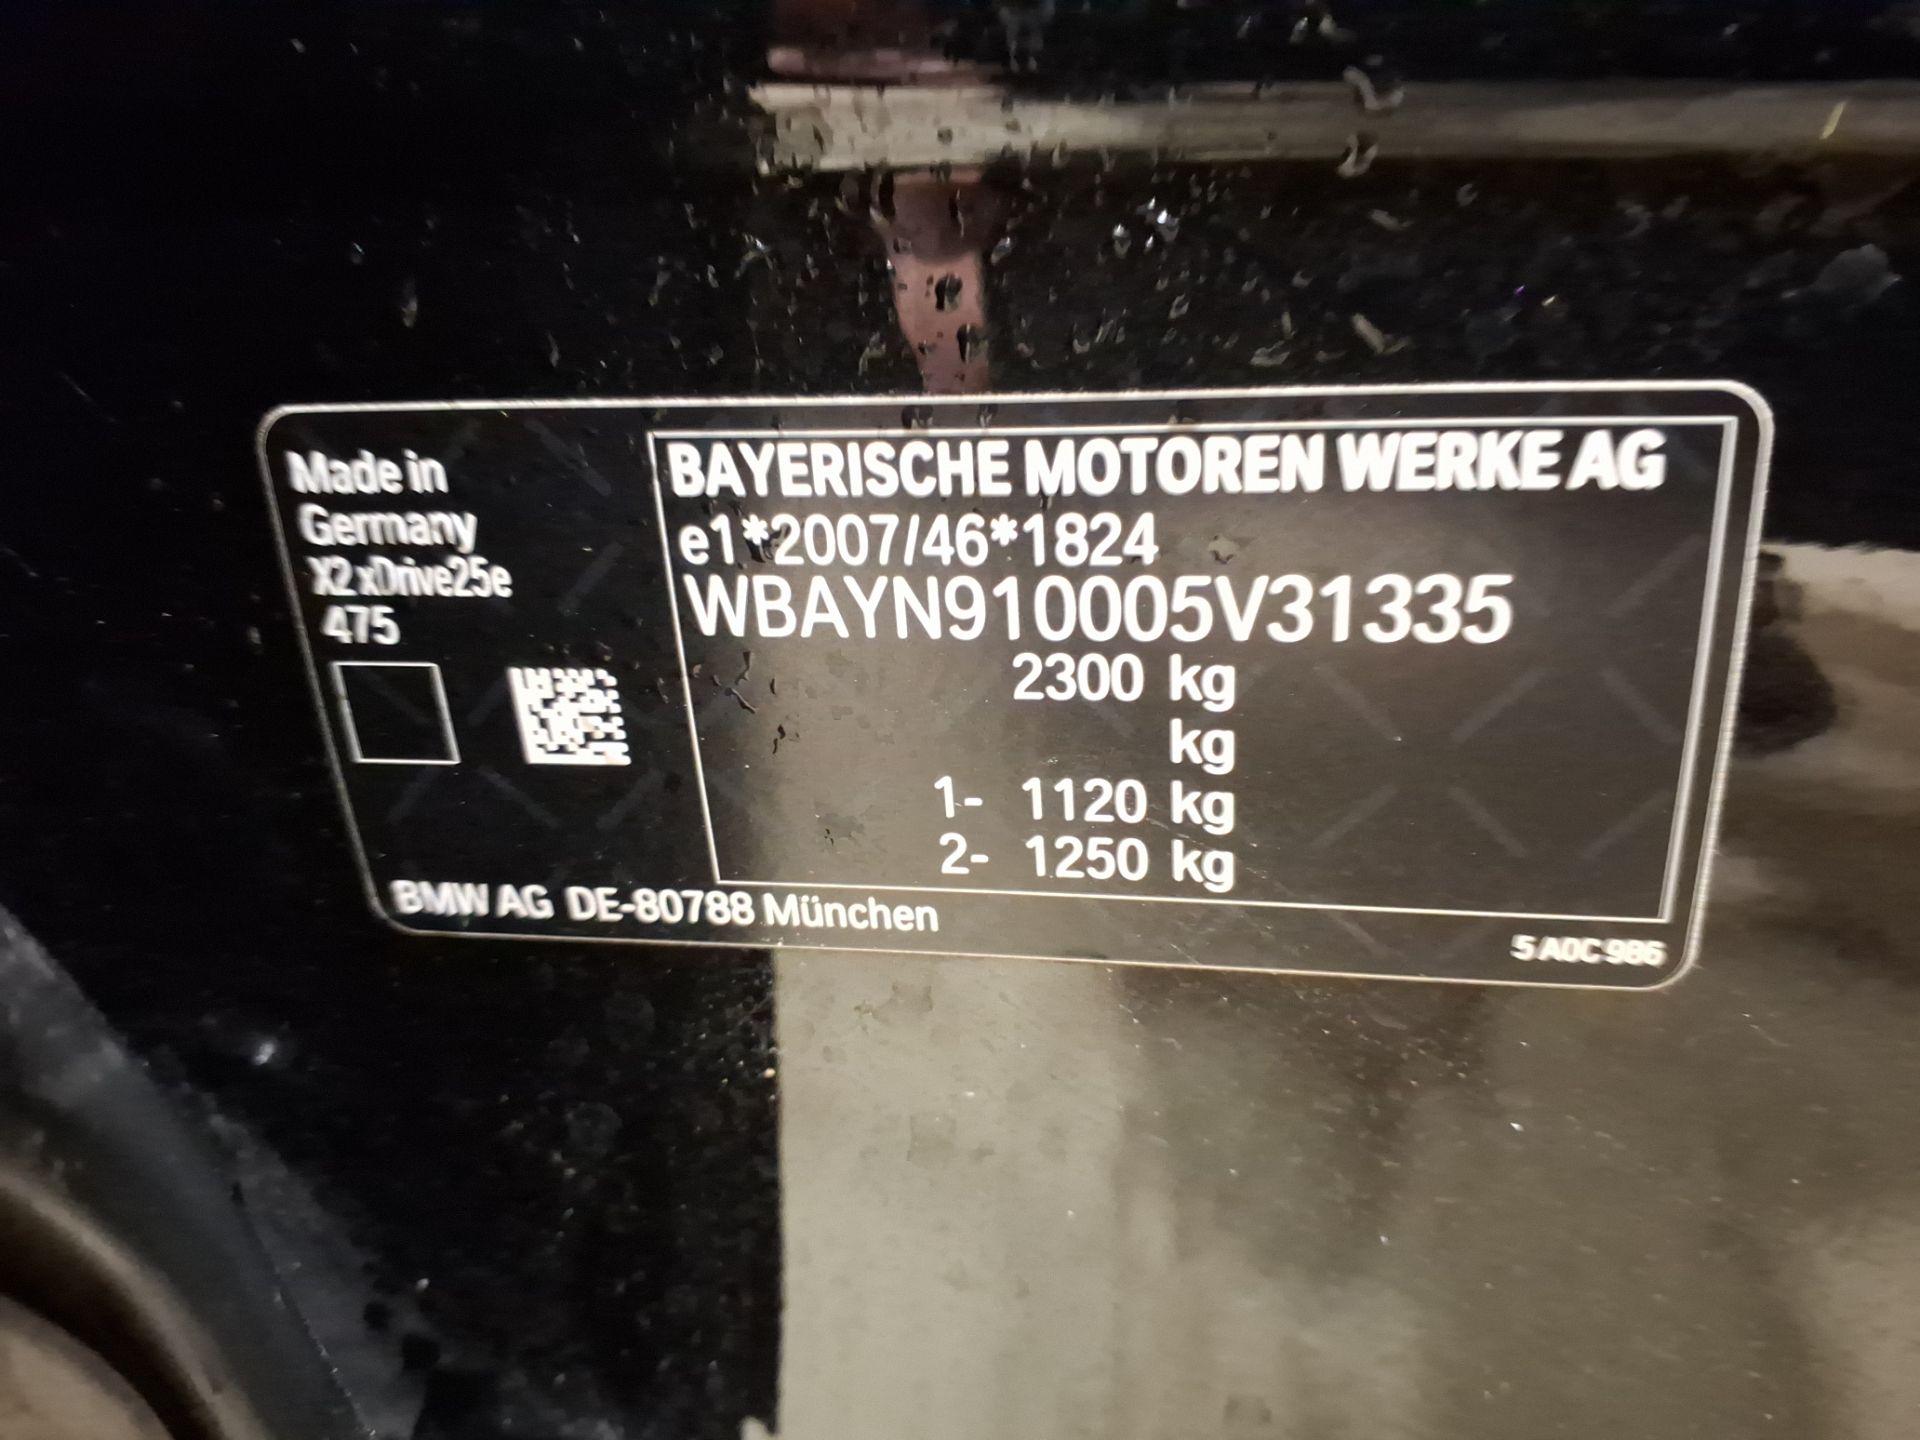 Made in
Germany
X2 xDrive25e
475
BAYERISCHE MOTOREN WERKE AG
e1*2007/46*1824
WBAYN910005V31335
2300 kg
kg
1- 1120 kg
2- 1250 kg
BMW AG DE-80788 München
5 A0C 986